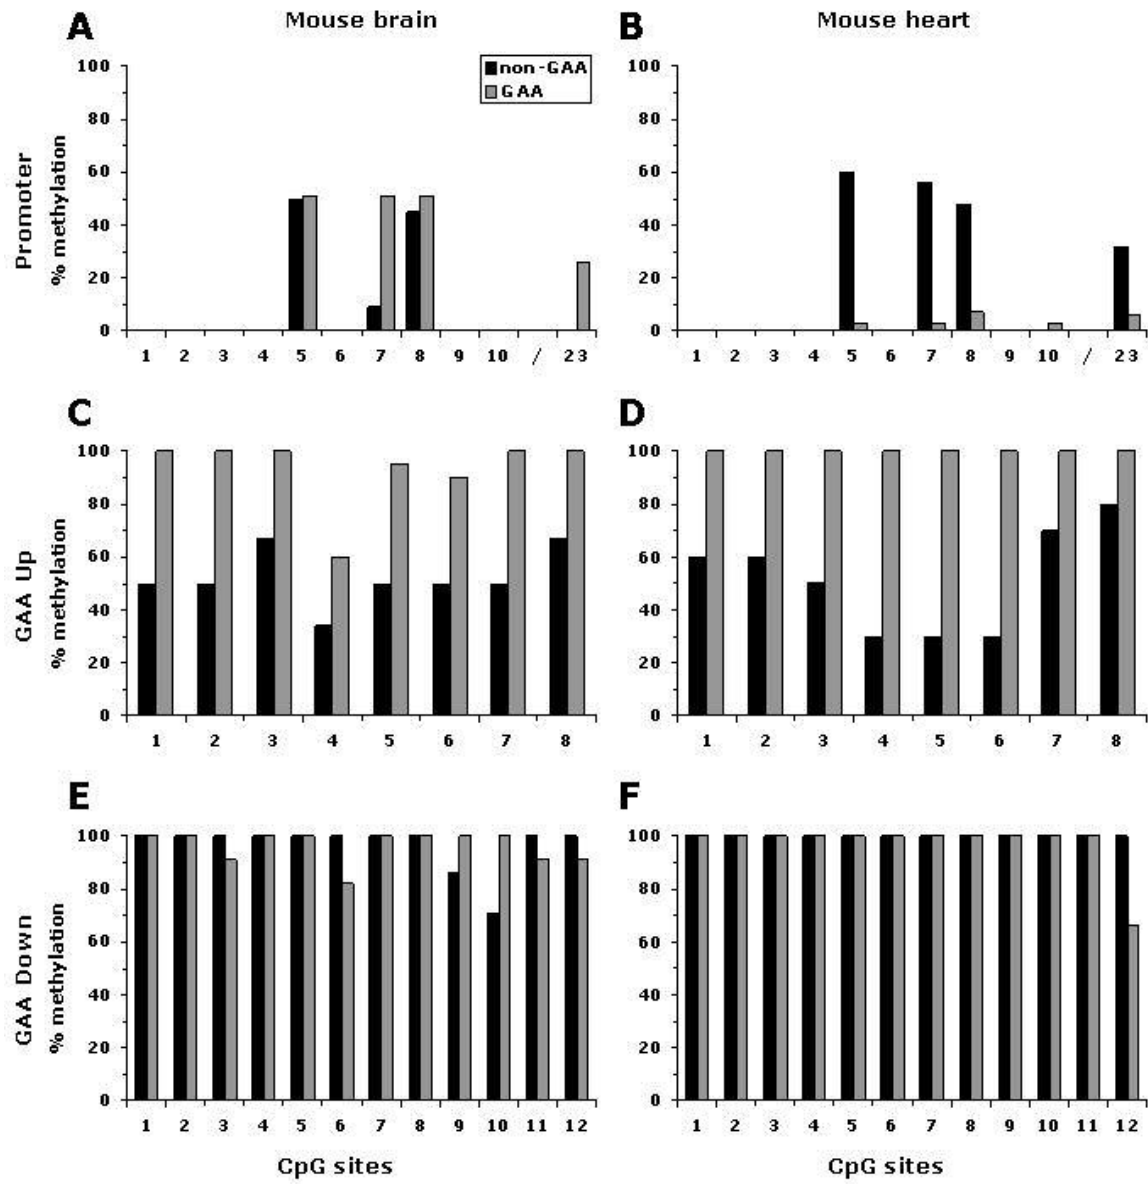 A Mouse brain
B Mouse heart
Promoter
% methylation
100
80
60
40
20
0
non-GAA
GAA
1 2 3 4 5 6 7 8 9 10 / 23
100
80
60
40
20
0
1 2 3 4 5 6 7 8 9 10 / 23
C
D
GAA Up
% methylation
100
80
60
40
20
0
1 2 3 4 5 6 7 8
100
80
60
40
20
0
1 2 3 4 5 6 7 8
E
F
GAA Down
% methylation
100
80
60
40
20
0
1 2 3 4 5 6 7 8 9 10 11 12
CpG sites
100
80
60
40
20
0
1 2 3 4 5 6 7 8 9 10 11 12
CpG sites